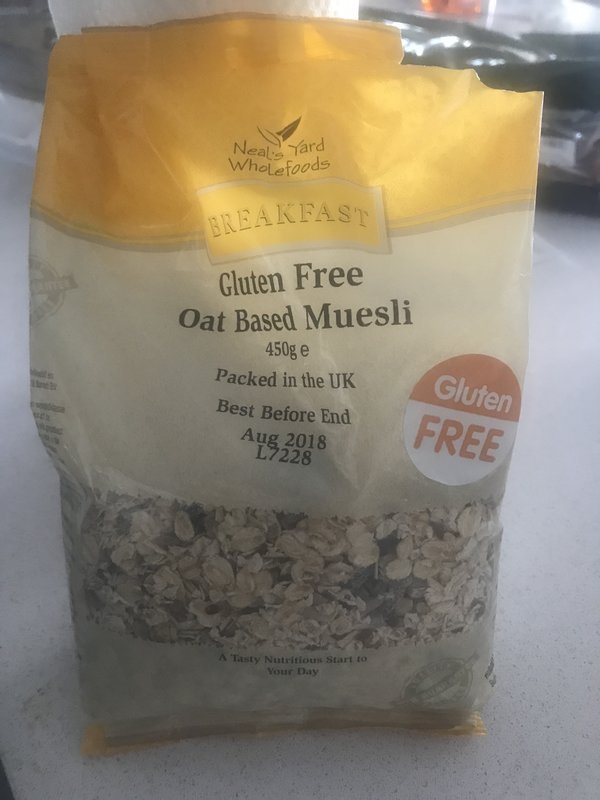 Neal's Yard
Wholefoods
BREAKFAST
Gluten Free
Oat Based Muesli
450g e
Packed in the UK
Best Before End
Aug 2018
L7228
Gluten
FREE
A Tasty Nutritious Start to
Your Day